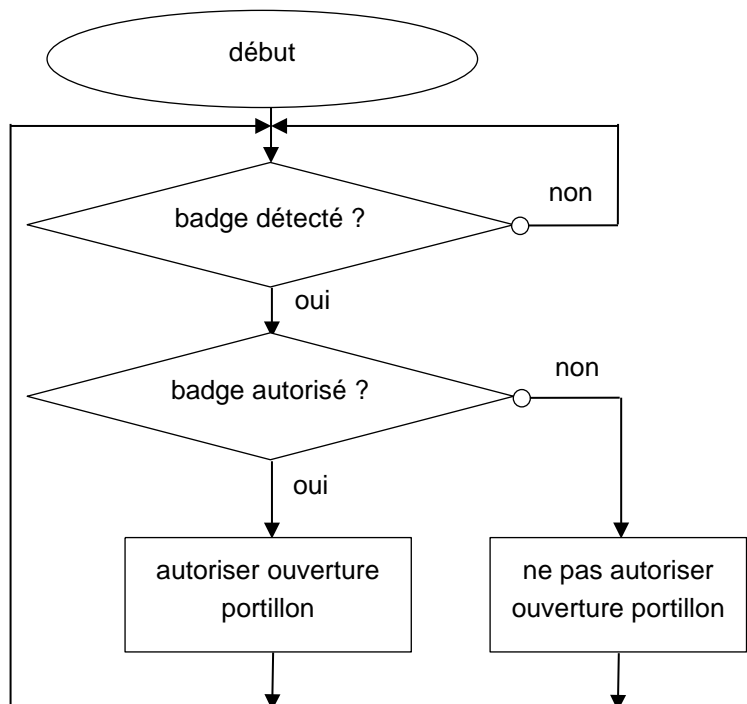 début
badge détecté ?
non
oui
badge autorisé ?
non
oui
autoriser ouverture
portillon
ne pas autoriser
ouverture portillon